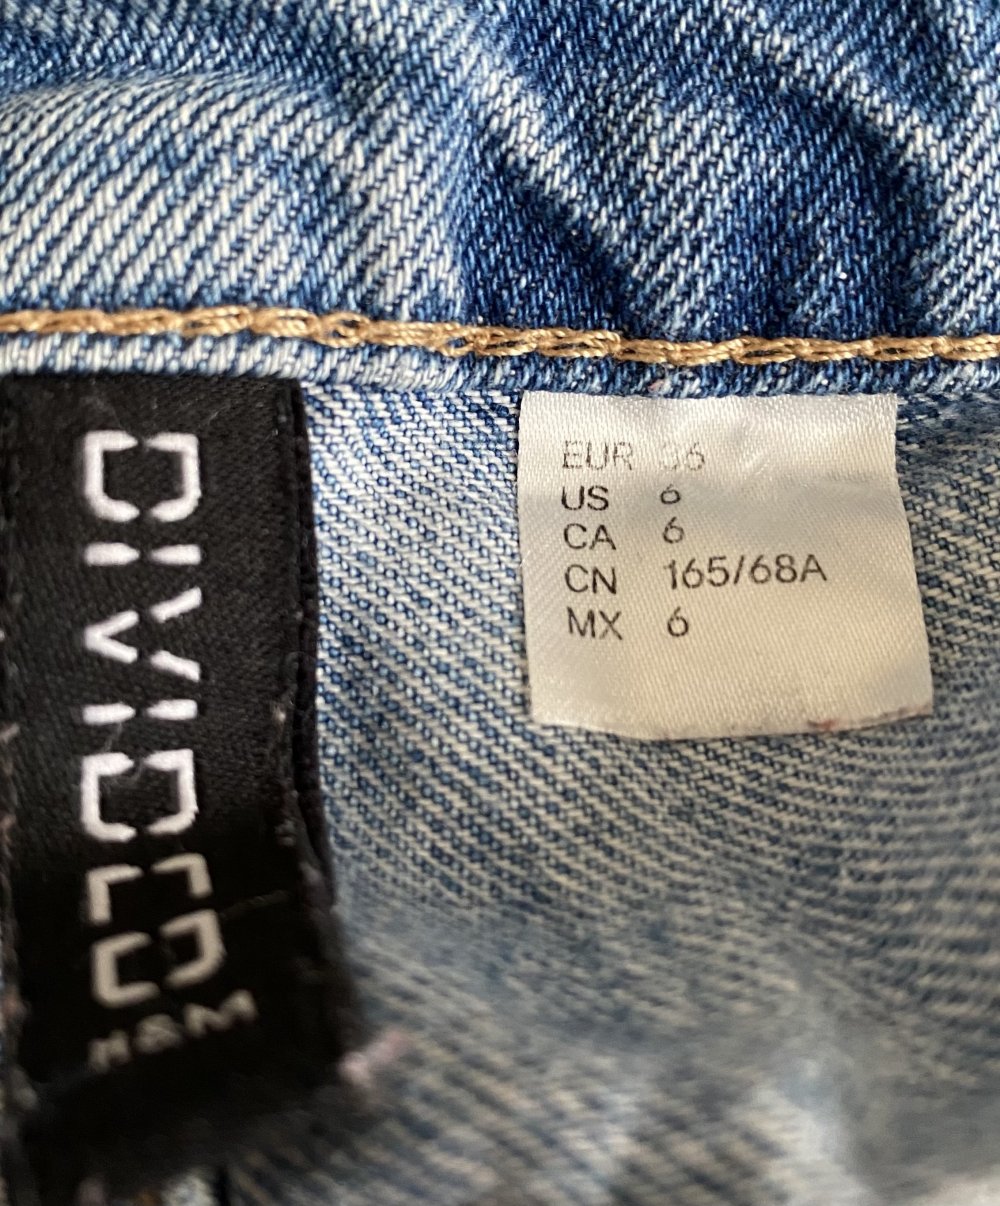 DIVIDED
H&M
EUR 36
US 6
CA 6
CN 165/68A
MX 6